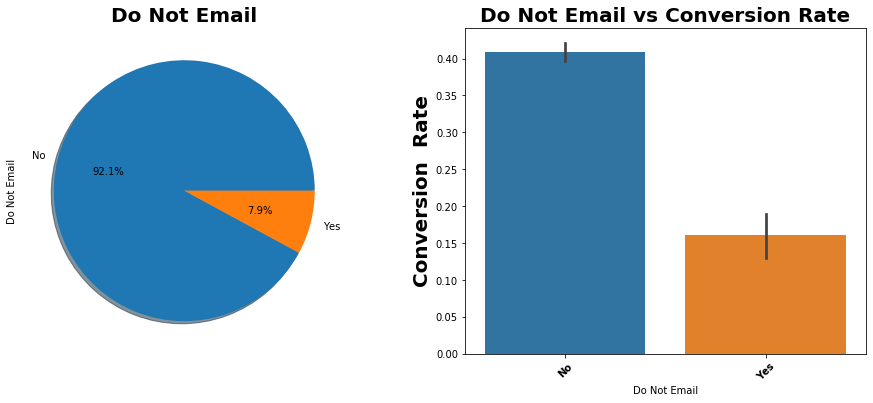 Do Not Email
No
92.1%
7.9%
Yes
Do Not Email
Do Not Email vs Conversion Rate
Conversion  Rate
0.40
0.35
0.30
0.25
0.20
0.15
0.10
0.05
0.00
No
Yes
Do Not Email